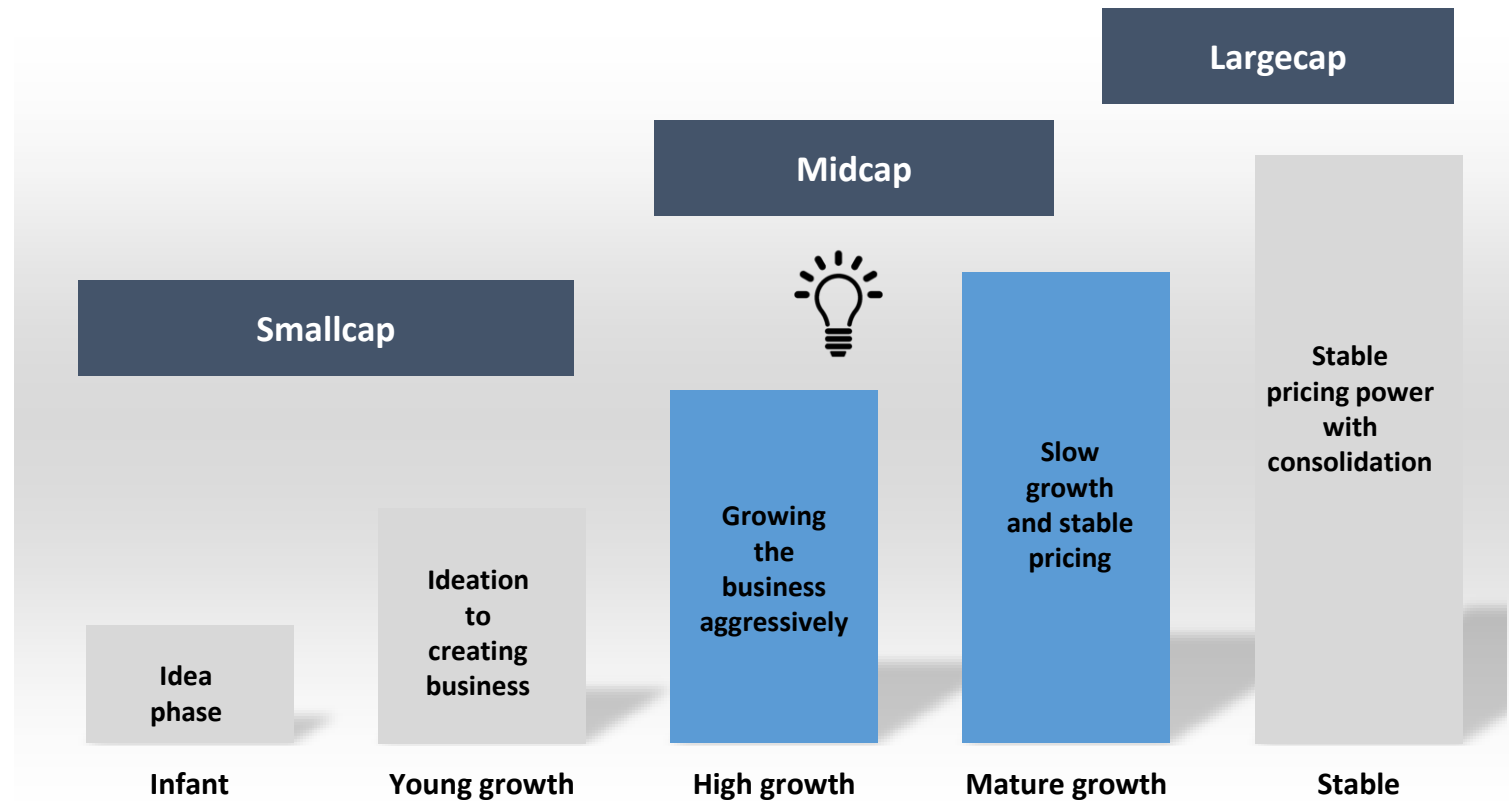 Largecap
Midcap
Smallcap
Stable
pricing power
with
consolidation
Slow
growth
and stable
pricing
Growing
the
business
aggressively
Ideation
to
creating
business
Idea
phase
Infant
Young growth
High growth
Mature growth
Stable